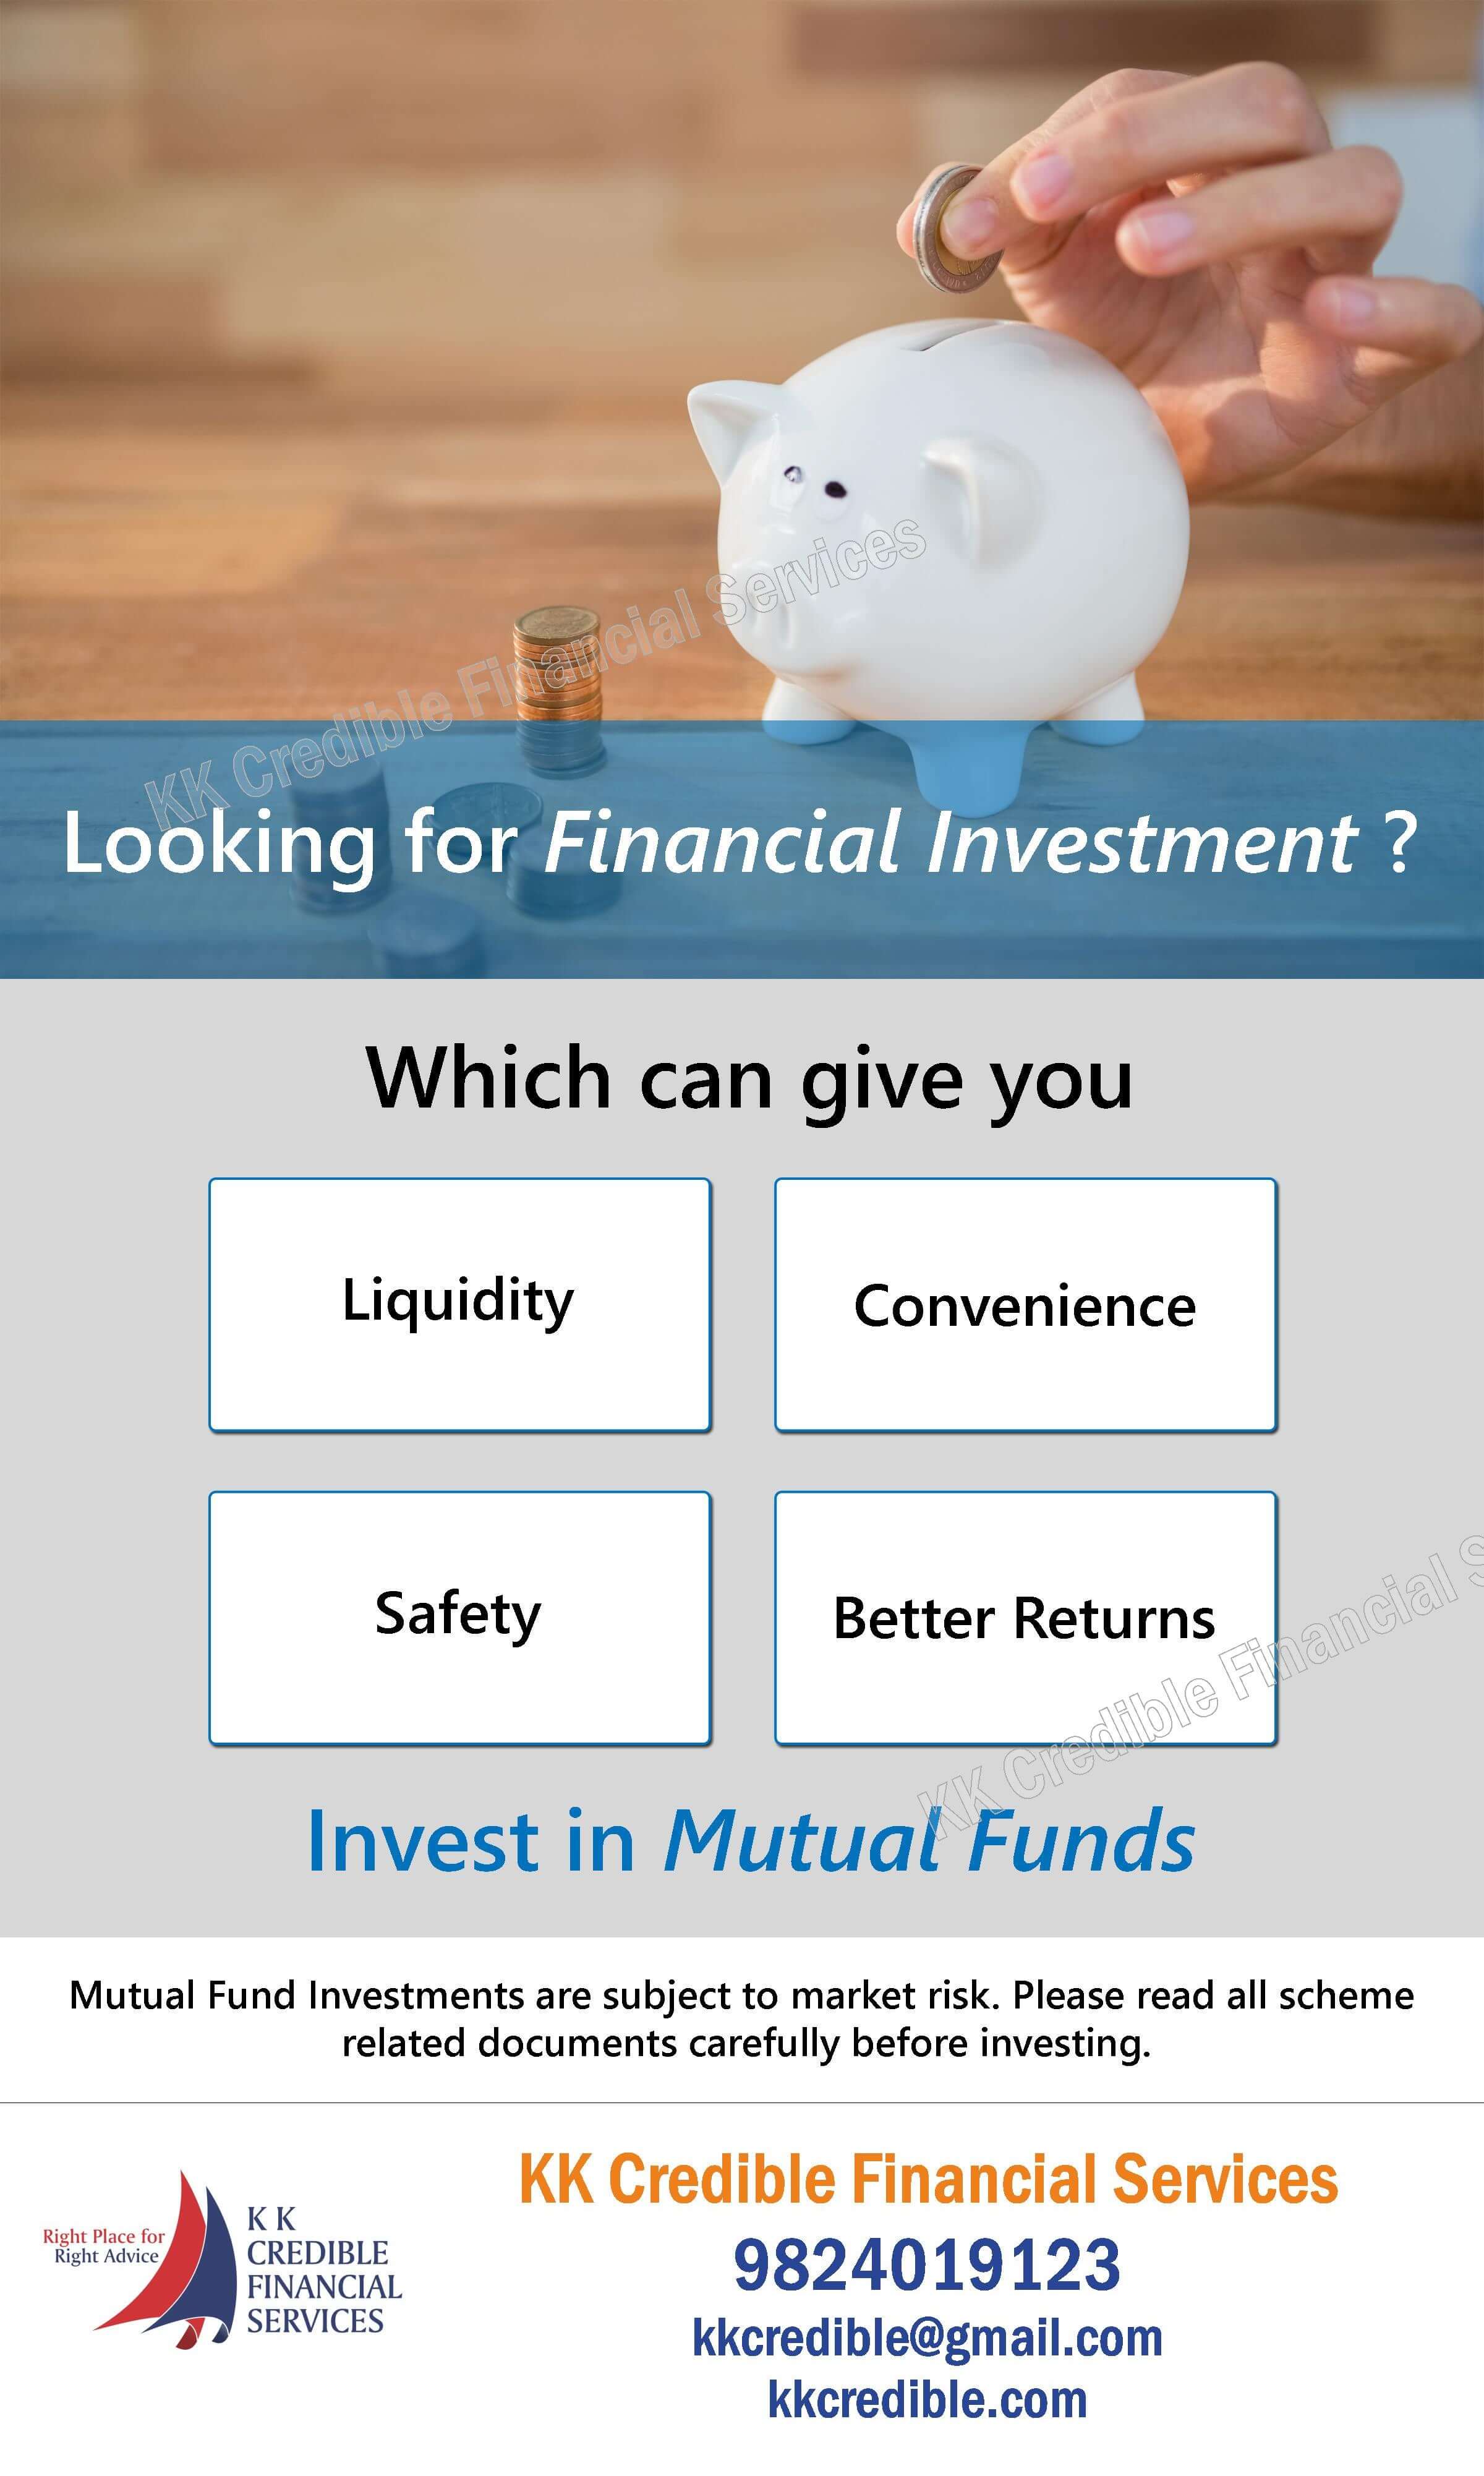 KK Credible Financial Services
Looking for Financial Investment ?
Which can give you
Liquidity
Convenience
Safety
Better Returns
KK Credible Financial S
Invest in Mutual Funds
Mutual Fund Investments are subject to market risk. Please read all scheme
related documents carefully before investing.
Right Place for
Right Advice
K K
CREDIBLE
FINANCIAL
SERVICES
KK Credible Financial Services
9824019123
kkcredible@gmail.com
kkcredible.com